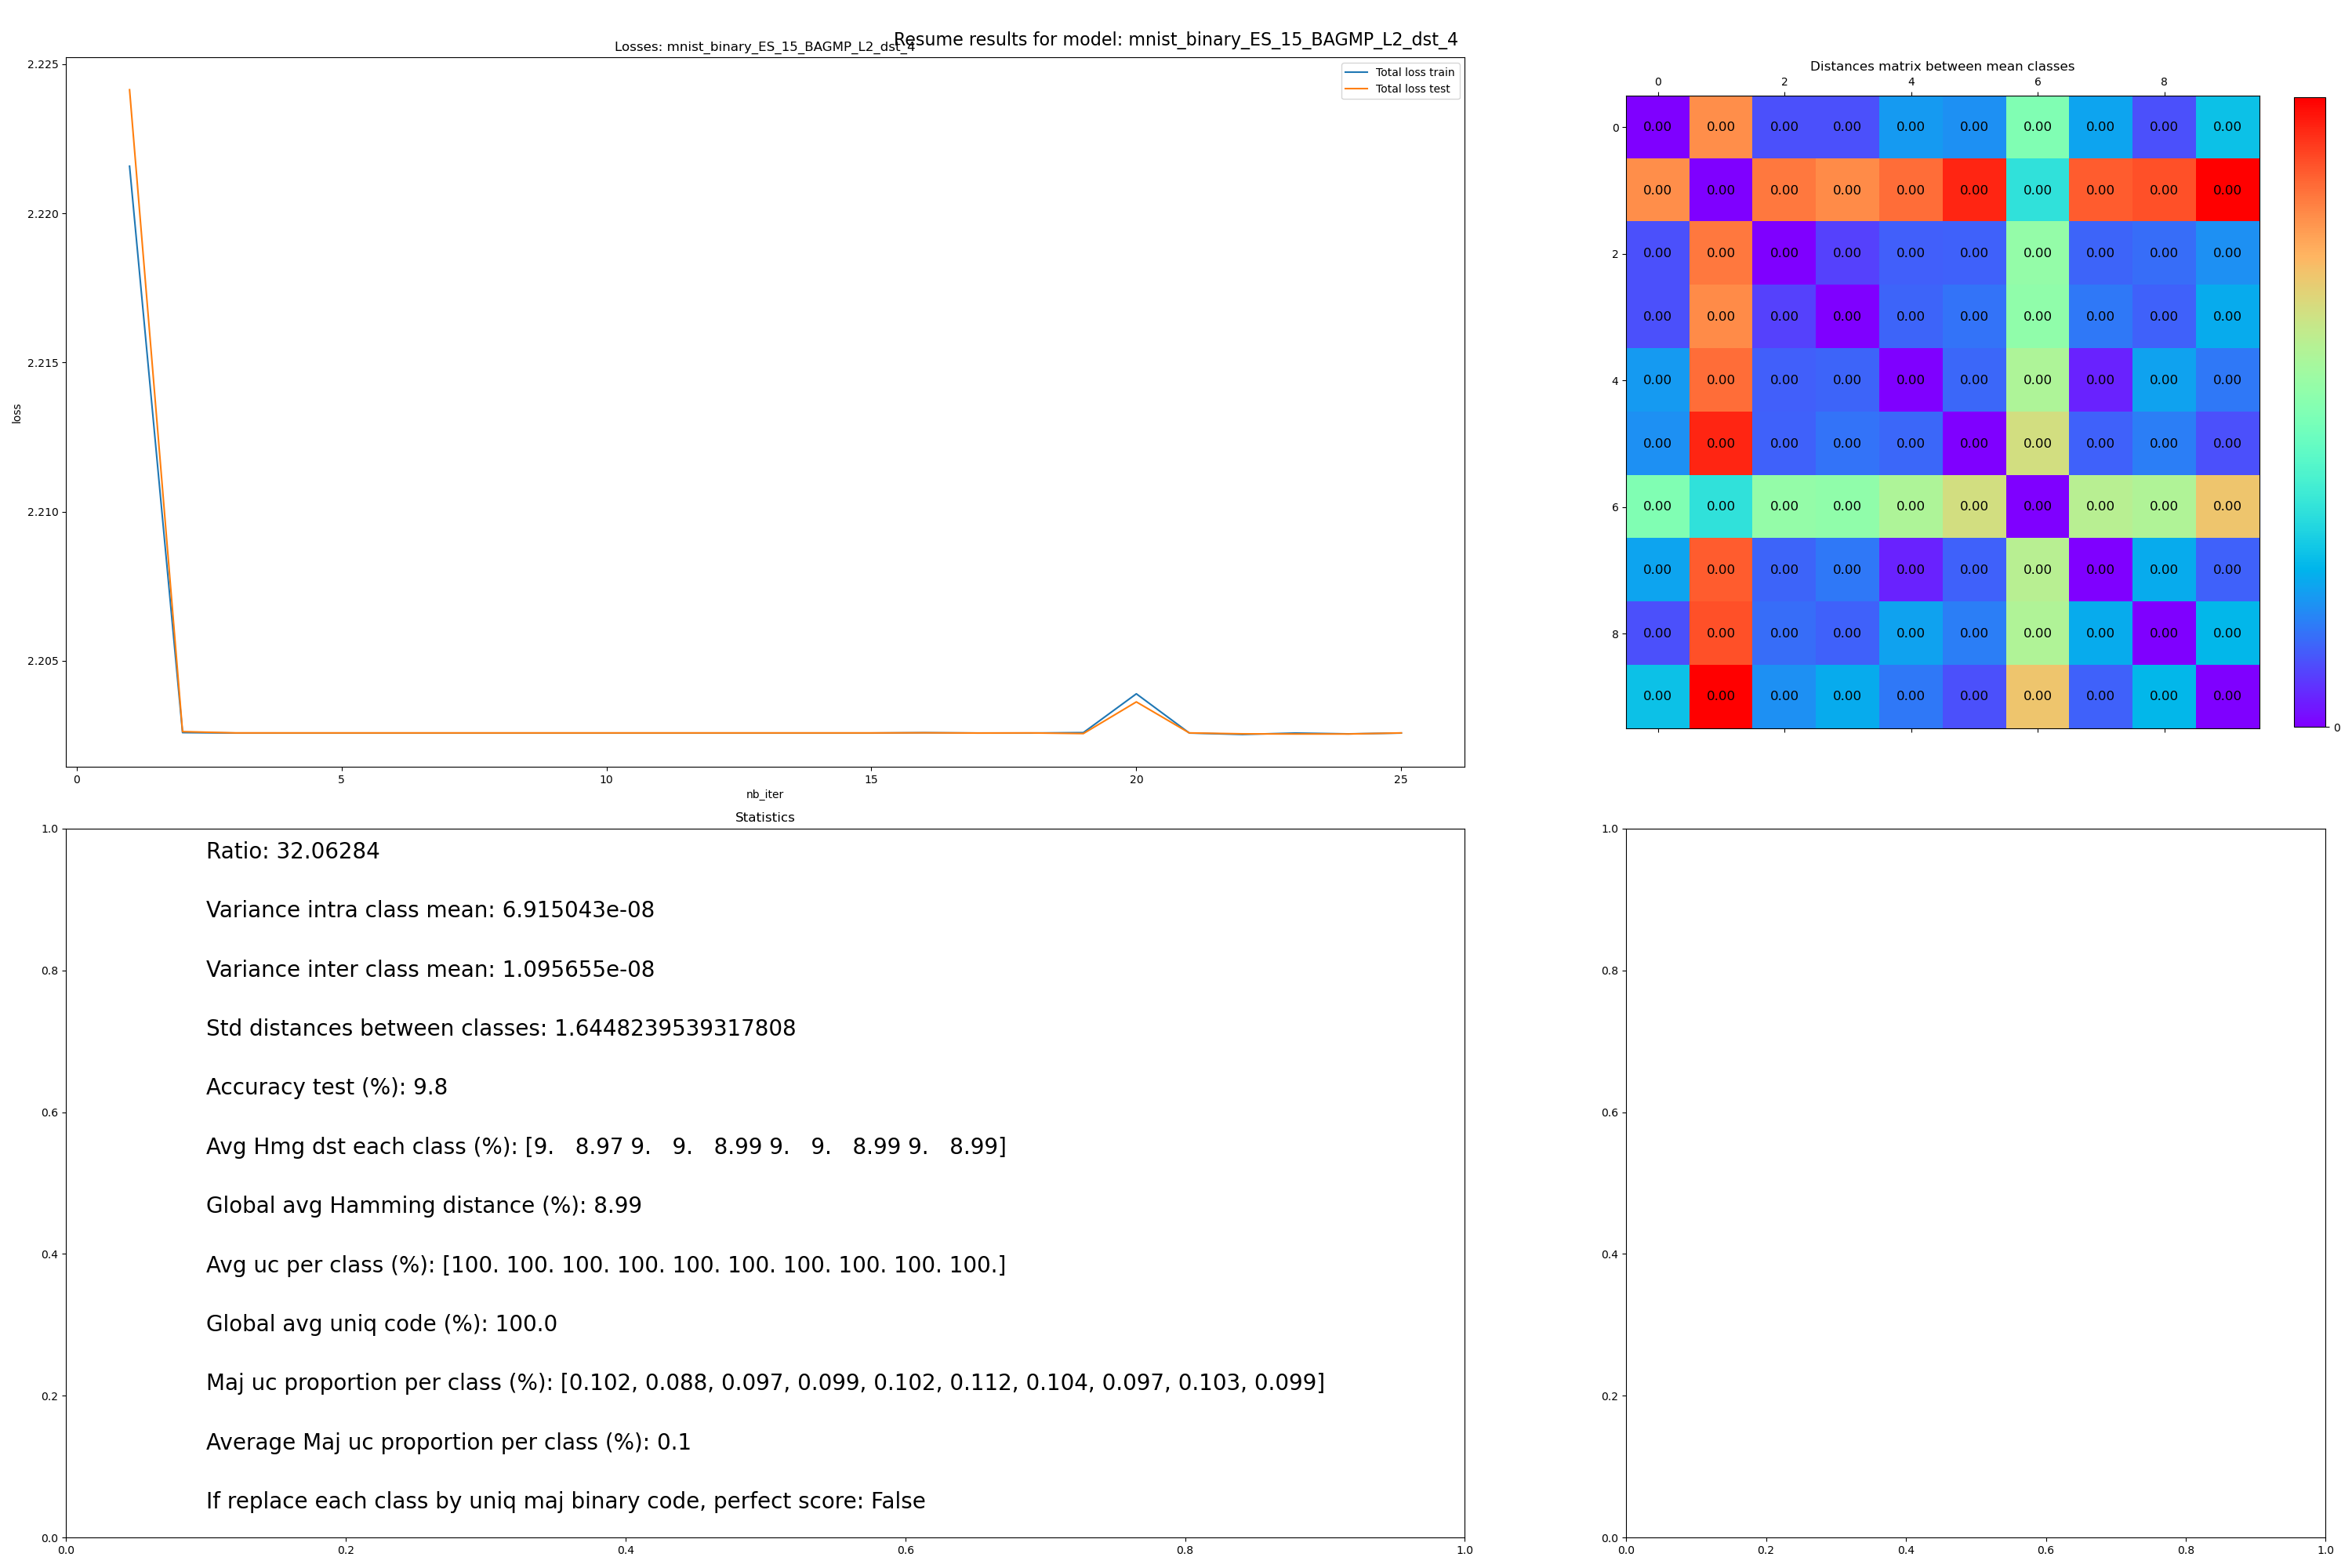 Resume results for model: mnist_binary_ES_15_BAGMP_L2_dst_4
Losses: mnist_binary_ES_15_BAGMP_L2_dst_4
Total loss train
Total loss test
2.225
2.220
2.215
2.210
2.205
loss
0 5 10 15 20 25
nb_iter
Distances matrix between mean classes
0 2 4 6 8
0 0.00 0.00 0.00 0.00 0.00 0.00 0.00 0.00 0.00 0.00
0.00 0.00 0.00 0.00 0.00 0.00 0.00 0.00 0.00 0.00
2 0.00 0.00 0.00 0.00 0.00 0.00 0.00 0.00 0.00 0.00
0.00 0.00 0.00 0.00 0.00 0.00 0.00 0.00 0.00 0.00
4 0.00 0.00 0.00 0.00 0.00 0.00 0.00 0.00 0.00 0.00
0.00 0.00 0.00 0.00 0.00 0.00 0.00 0.00 0.00 0.00
6 0.00 0.00 0.00 0.00 0.00 0.00 0.00 0.00 0.00 0.00
0.00 0.00 0.00 0.00 0.00 0.00 0.00 0.00 0.00 0.00
8 0.00 0.00 0.00 0.00 0.00 0.00 0.00 0.00 0.00 0.00
0.00 0.00 0.00 0.00 0.00 0.00 0.00 0.00 0.00 0.00
0
Statistics
Ratio: 32.06284
Variance intra class mean: 6.915043e-08
Variance inter class mean: 1.095655e-08
Std distances between classes: 1.6448239539317808
Accuracy test (%): 9.8
Avg Hmg dst each class (%): [9. 8.97 9. 9. 8.99 9. 9. 8.99 9. 8.99]
Global avg Hamming distance (%): 8.99
Avg uc per class (%): [100. 100. 100. 100. 100. 100. 100. 100. 100. 100.]
Global avg uniq code (%): 100.0
Maj uc proportion per class (%): [0.102, 0.088, 0.097, 0.099, 0.102, 0.112, 0.104, 0.097, 0.103, 0.099]
Average Maj uc proportion per class (%): 0.1
If replace each class by uniq maj binary code, perfect score: False
1.0
0.8
0.6
0.4
0.2
0.0
0.0 0.2 0.4 0.6 0.8 1.0
1.0
0.8
0.6
0.4
0.2
0.0
0.0 0.2 0.4 0.6 0.8 1.0